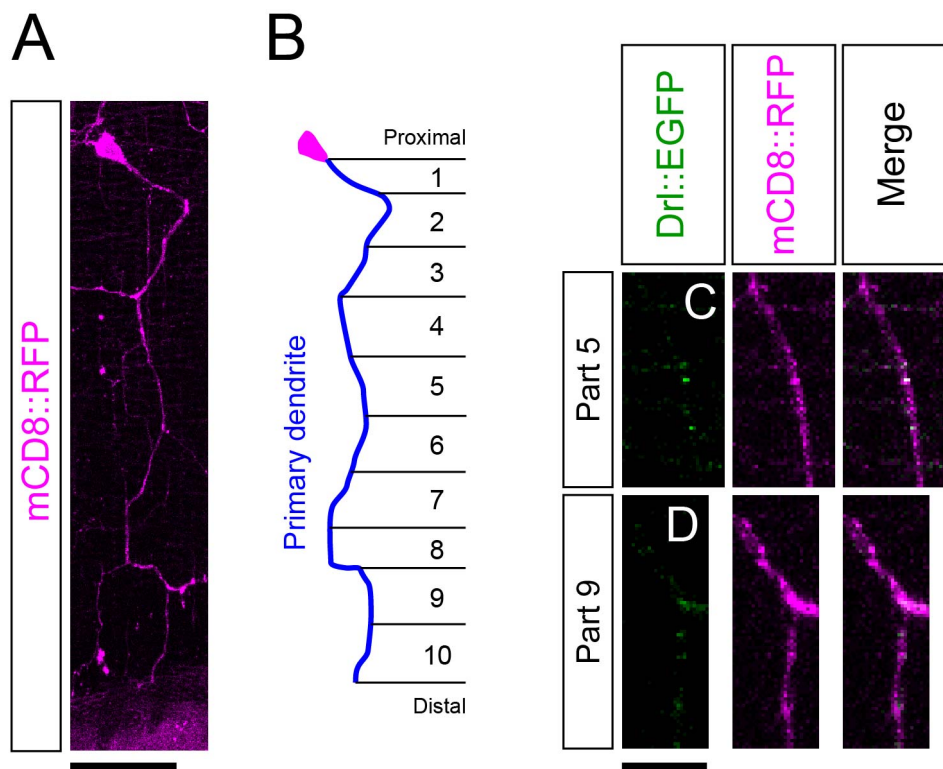 A
B
mCD8::RFP
Proximal
1
2
3
4
5
6
7
8
9
10
Distal
Primary dendrite
Drl::EGFP
mCD8::RFP
Merge
Part 5
C
Part 9
D